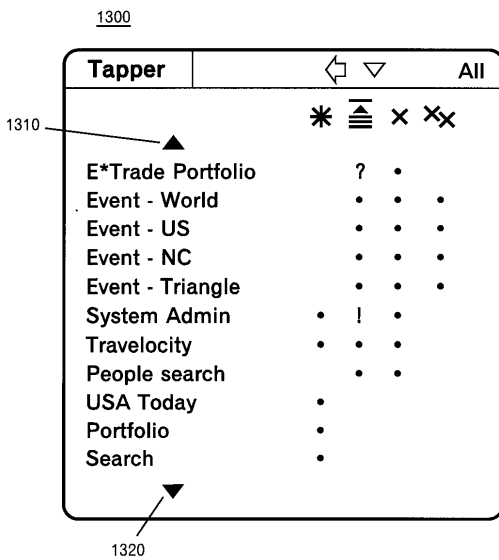 1300
Tapper All
1310
E*Trade Portfolio ? •
Event - World • • •
Event - US • • •
Event - NC • • •
Event - Triangle • • •
System Admin • ! •
Travelocity • • •
People search • •
USA Today •
Portfolio •
Search •
1320